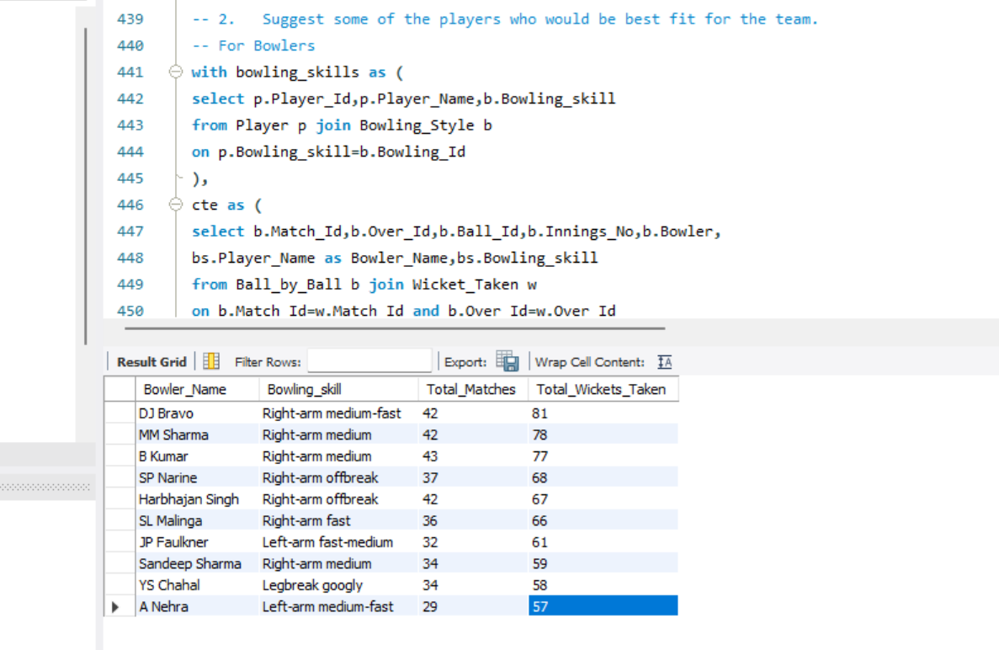 439 -- 2. Suggest some of the players who would be best fit for the team.
440 -- For Bowlers
441 with bowling_skills as (
442 select p.Player_Id,p.Player_Name,b.Bowling_skill
443 from Player p join Bowling_Style b
444 on p.Bowling_skill=b.Bowling_Id
445 ),
446 cte as (
447 select b.Match_Id,b.Over_Id,b.Ball_Id,b.Innings_No,b.Bowler,
448 bs.Player_Name as Bowler_Name,bs.Bowling_skill
449 from Ball_by_Ball b join Wicket_Taken w
450 on b.Match_Id=w.Match_Id and b.Over_Id=w.Over_Id
Result Grid Filter Rows: Export: Wrap Cell Content:
Bowler_Name Bowling_skill Total_Matches Total_Wickets_Taken
DJ Bravo Right-arm medium-fast 42 81
MM Sharma Right-arm medium 42 78
B Kumar Right-arm medium 43 77
SP Narine Right-arm offbreak 37 68
Harbhajan Singh Right-arm offbreak 42 67
SL Malinga Right-arm fast 36 66
JP Faulkner Left-arm fast-medium 32 61
Sandeep Sharma Right-arm medium 34 59
YS Chahal Legbreak googly 34 58
A Nehra Left-arm medium-fast 29 57